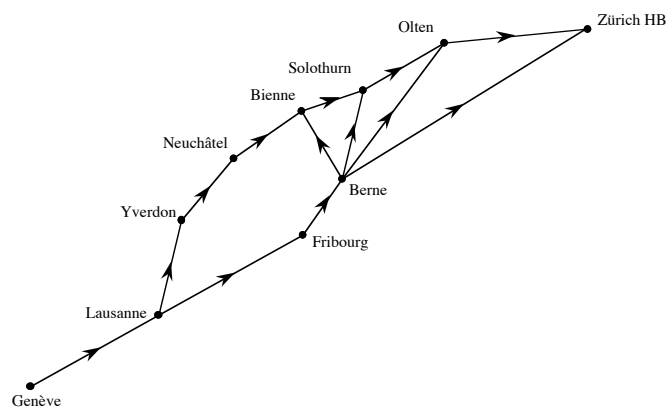 Zürich HB
Olten
Solothurn
Bienne
Neuchâtel
Berne
Yverdon
Fribourg
Lausanne
Genève